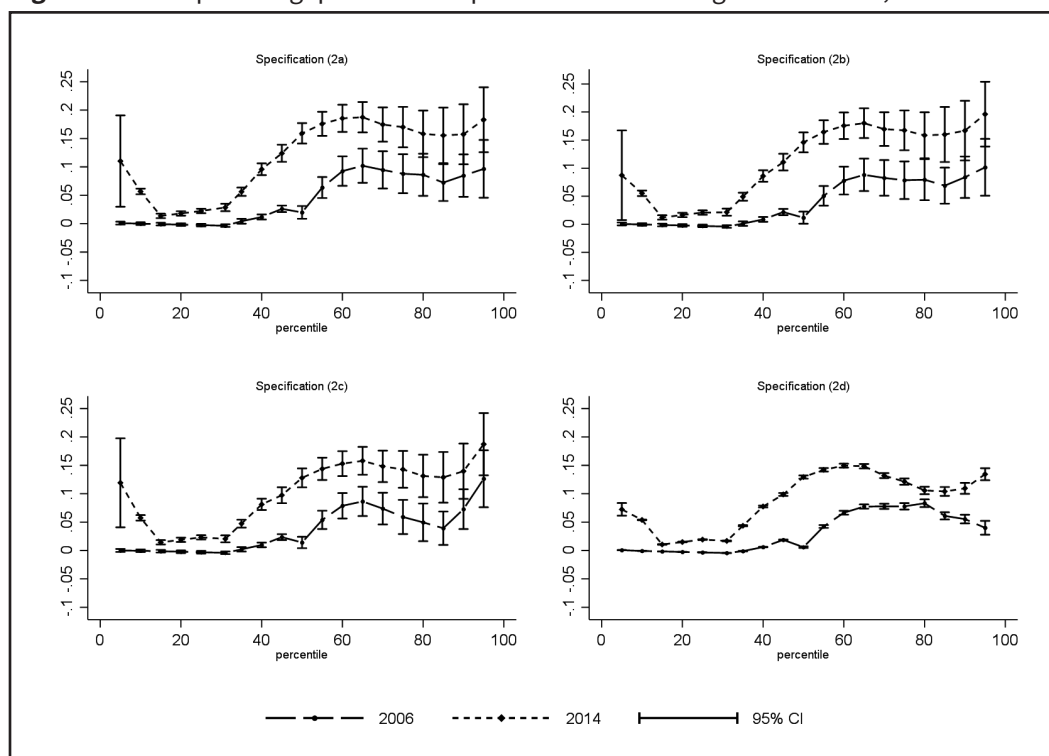 Specification (2a)
-.1 -.05 0 .05 .1 .15 .2 .25
0 20 40 60 80 100
percentile
Specification (2b)
-.1 -.05 0 .05 .1 .15 .2 .25
0 20 40 60 80 100
percentile
Specification (2c)
-.1 -.05 0 .05 .1 .15 .2 .25
0 20 40 60 80 100
percentile
Specification (2d)
-.1 -.05 0 .05 .1 .15 .2 .25
0 20 40 60 80 100
percentile
2006 2014 95% CI